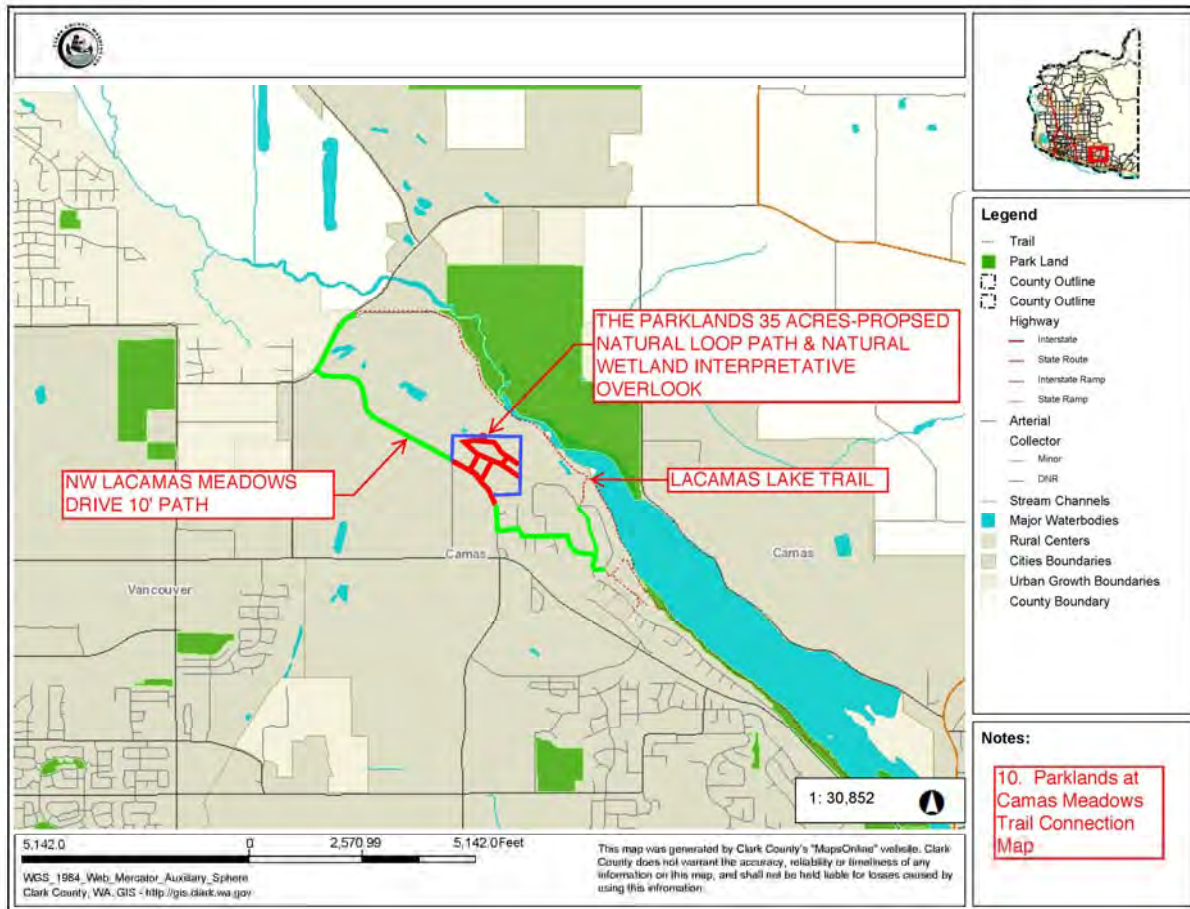 THE PARKLANDS 35 ACRES-PROPSED
NATURAL LOOP PATH & NATURAL
WETLAND INTERPRETATIVE
OVERLOOK
NW LACAMAS MEADOWS
DRIVE 10' PATH
LACAMAS LAKE TRAIL
Camas
Camas
Vancouver
1: 30,852
Legend
Trail
Park Land
County Outline
County Outline
Highway
Interstate
State Route
Interstate Ramp
State Ramp
Arterial
Collector
Minor
DNR
Stream Channels
Major Waterbodies
Rural Centers
Cities Boundaries
Urban Growth Boundaries
County Boundary
Notes:
10. Parklands at
Camas Meadows
Trail Connection
Map
5,142.0 0 2,570.99 5,142.0 Feet
WGS_1984_Web_Mercator_Auxiliary_Sphere
Clark County, WA. GIS - http://gis.clark.wa.gov
This map was generated by Clark County's "MapsOnline" website. Clark
County does not warrant the accuracy, reliability or timeliness of any
information on this map, and shall not be held liable for losses caused by
using this information.